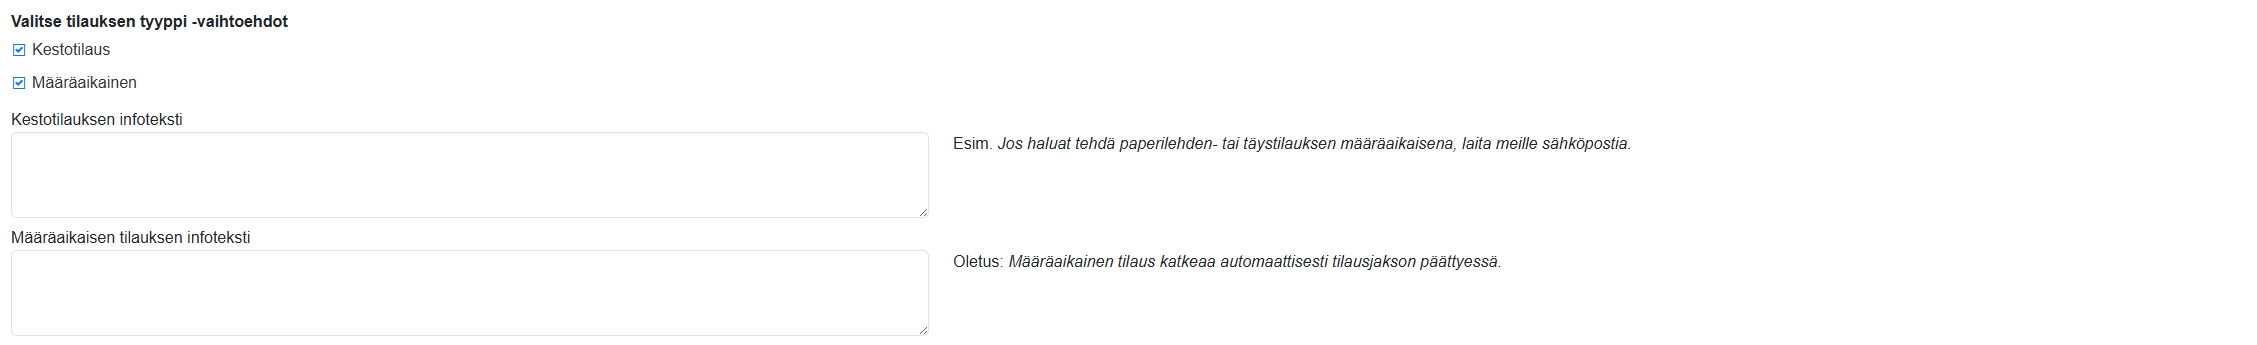 Valitse tilauksen tyyppi -vaihtoehdot
Kestotilaus
Määräaikainen
Kestotilauksen infoteksti
Esim. Jos haluat tehdä paperilehden- tai täystilauksen määräaikaisena, laita meille sähköpostia.
Määräaikaisen tilauksen infoteksti
Oletus: Määräaikainen tilaus katkeaa automaattisesti tilausjakson päättyessä.